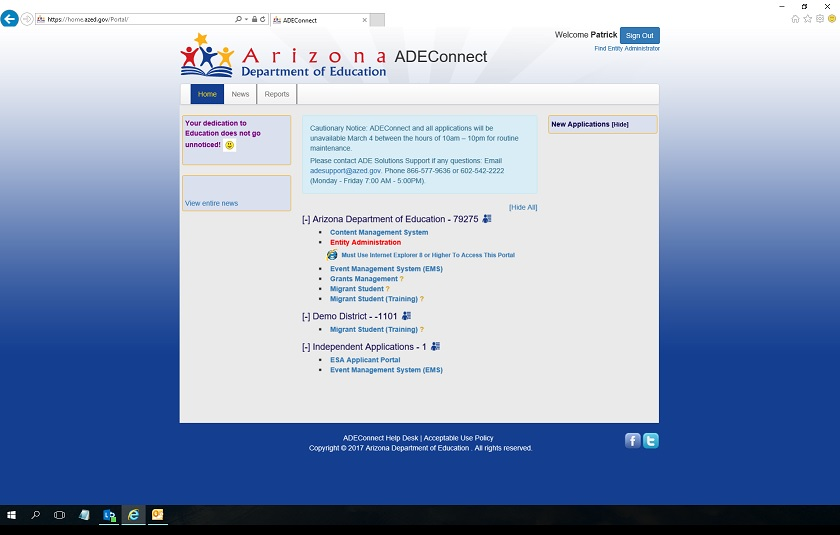 https://home.azed.gov/Portal/
ADEConnect
Welcome Patrick Sign Out
Find Entity Administrator
Arizona
Department of Education
ADEConnect
Home News Reports
Your dedication to
Education does not go
unnoticed!
View entire news
Cautionary Notice: ADEConnect and all applications will be
unavailable March 4 between the hours of 10am – 10pm for routine
maintenance.
Please contact ADE Solutions Support if any questions: Email
adesupport@azed.gov. Phone 866-577-9636 or 602-542-2222
(Monday - Friday 7:00 AM - 5:00PM).
New Applications [Hide]
[Hide All]
[-] Arizona Department of Education - 79275
Content Management System
Entity Administration
Must Use Internet Explorer 8 or Higher To Access This Portal
Event Management System (EMS)
Grants Management ?
Migrant Student ?
Migrant Student (Training) ?
[-] Demo District - -1101
Migrant Student (Training) ?
[-] Independent Applications - 1
ESA Applicant Portal
Event Management System (EMS)
ADEConnect Help Desk | Acceptable Use Policy
Copyright © 2017 Arizona Department of Education . All rights reserved.